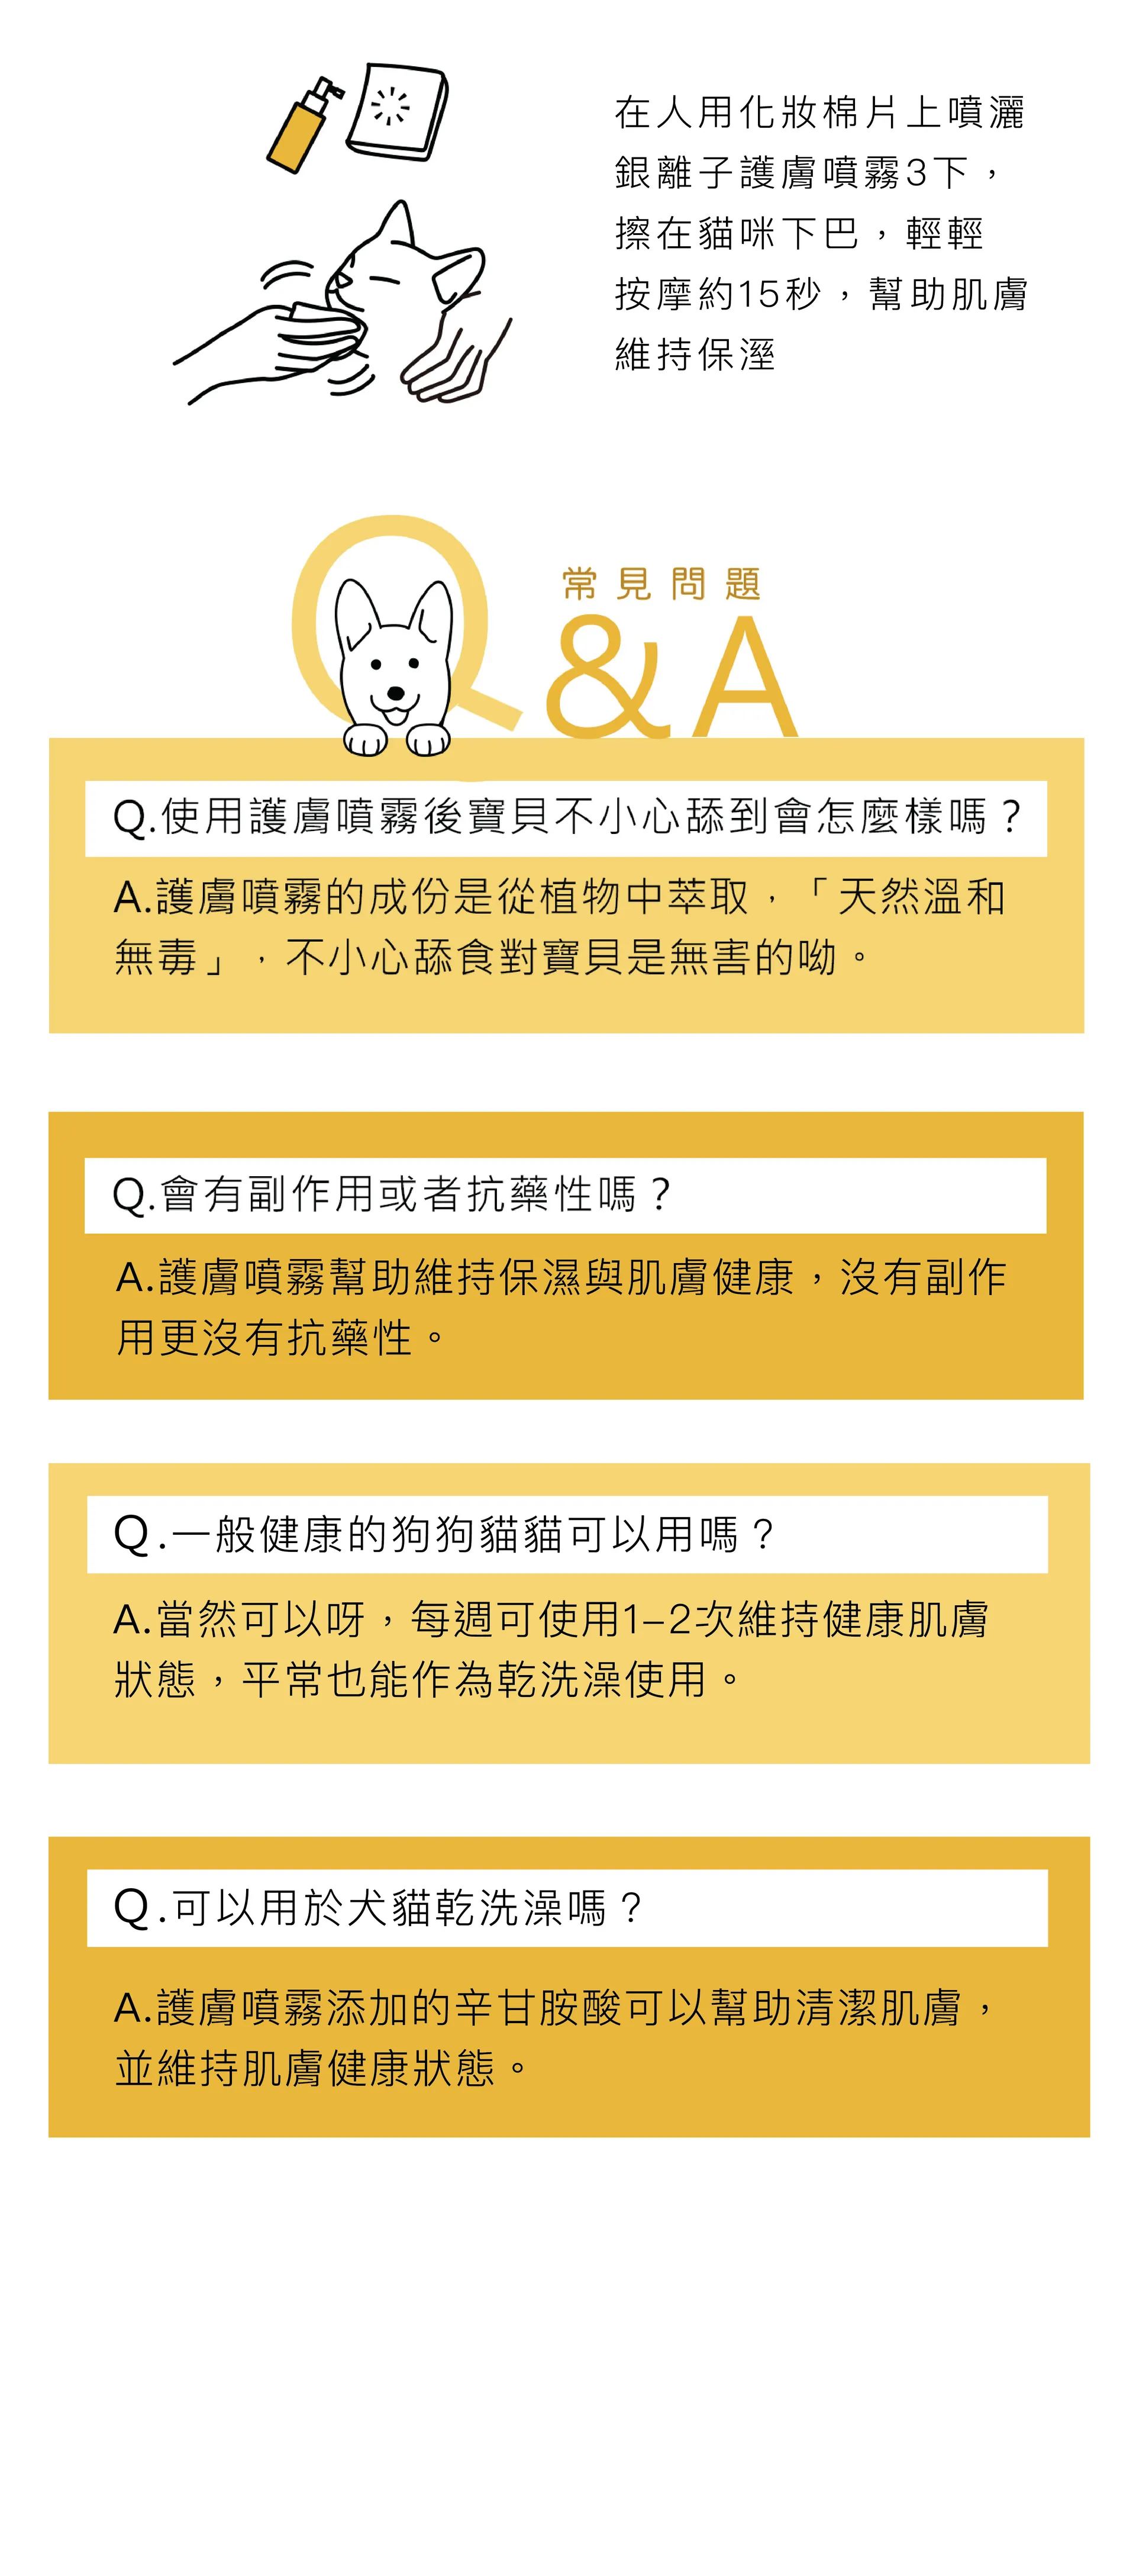 在人用化妝棉片上噴灑
銀離子護膚噴霧3下，
擦在貓咪下巴，輕輕
按摩約15秒，幫助肌膚
維持保溼
常見問題
Q&A
Q.使用護膚噴霧後寶貝不小心舔到會怎麼樣嗎？
A.護膚噴霧的成份是從植物中萃取，「天然溫和
無毒」，不小心舔食對寶貝是無害的呦。
Q.會有副作用或者抗藥性嗎？
A.護膚噴霧幫助維持保濕與肌膚健康，沒有副作
用更沒有抗藥性。
Q.一般健康的狗狗貓貓可以用嗎？
A.當然可以呀，每週可使用1-2次維持健康肌膚
狀態，平常也能作為乾洗澡使用。
Q.可以用於犬貓乾洗澡嗎？
A.護膚噴霧添加的辛甘胺酸可以幫助清潔肌膚，
並維持肌膚健康狀態。